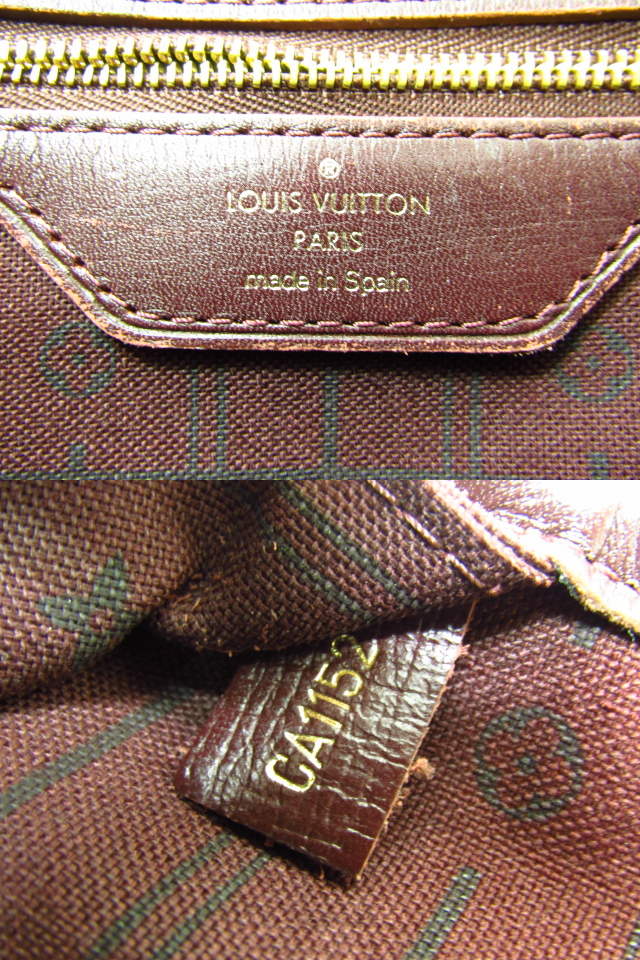 ®
LOUIS VUITTON
PARIS
made in Spain
CA1152